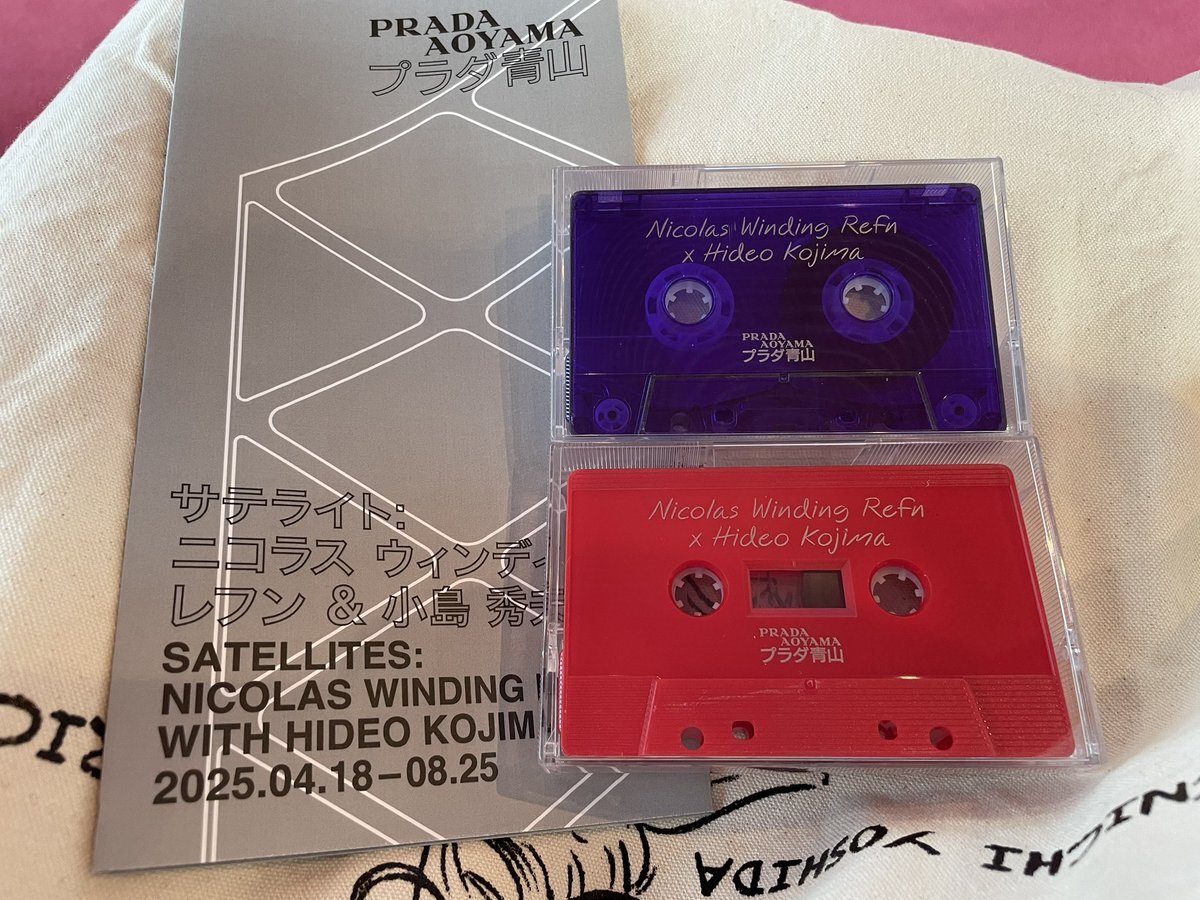 PRADA
AOYAMA
プラダ青山
サテライト:
ニコラス ウィンディ
レフン & 小島 秀夫
SATELLITES:
NICOLAS WINDING
WITH HIDEO KOJIM
2025.04.18–08.25
Nicolas Winding Refn
x Hideo Kojima
PRADA
AOYAMA
プラダ青山
Nicolas Winding Refn
x Hideo Kojima
PRADA
AOYAMA
プラダ青山
YOSHIDA